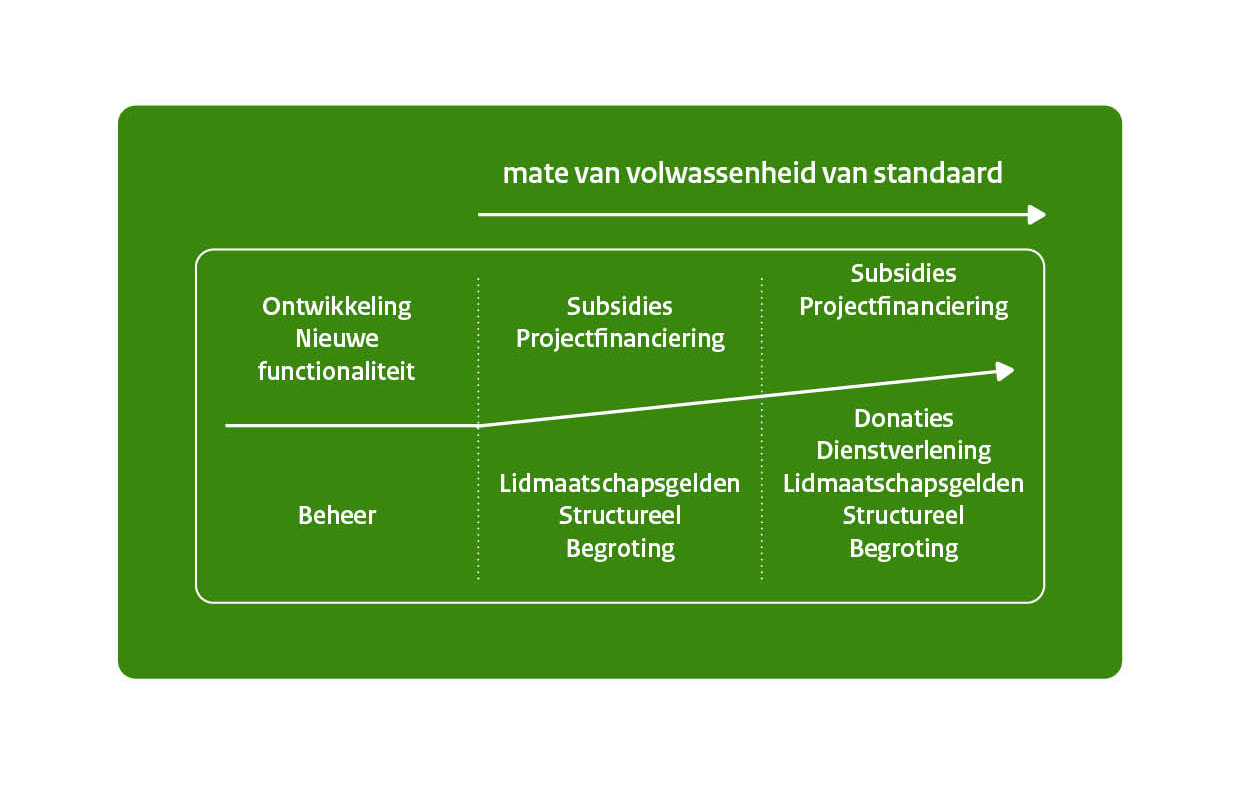 mate van volwassenheid van standaard
Ontwikkeling
Nieuwe
functionaliteit
Beheer
Subsidies
Projectfinanciering
Lidmaatschapsgelden
Structureel
Begroting
Subsidies
Projectfinanciering
Donaties
Dienstverlening
Lidmaatschapsgelden
Structureel
Begroting